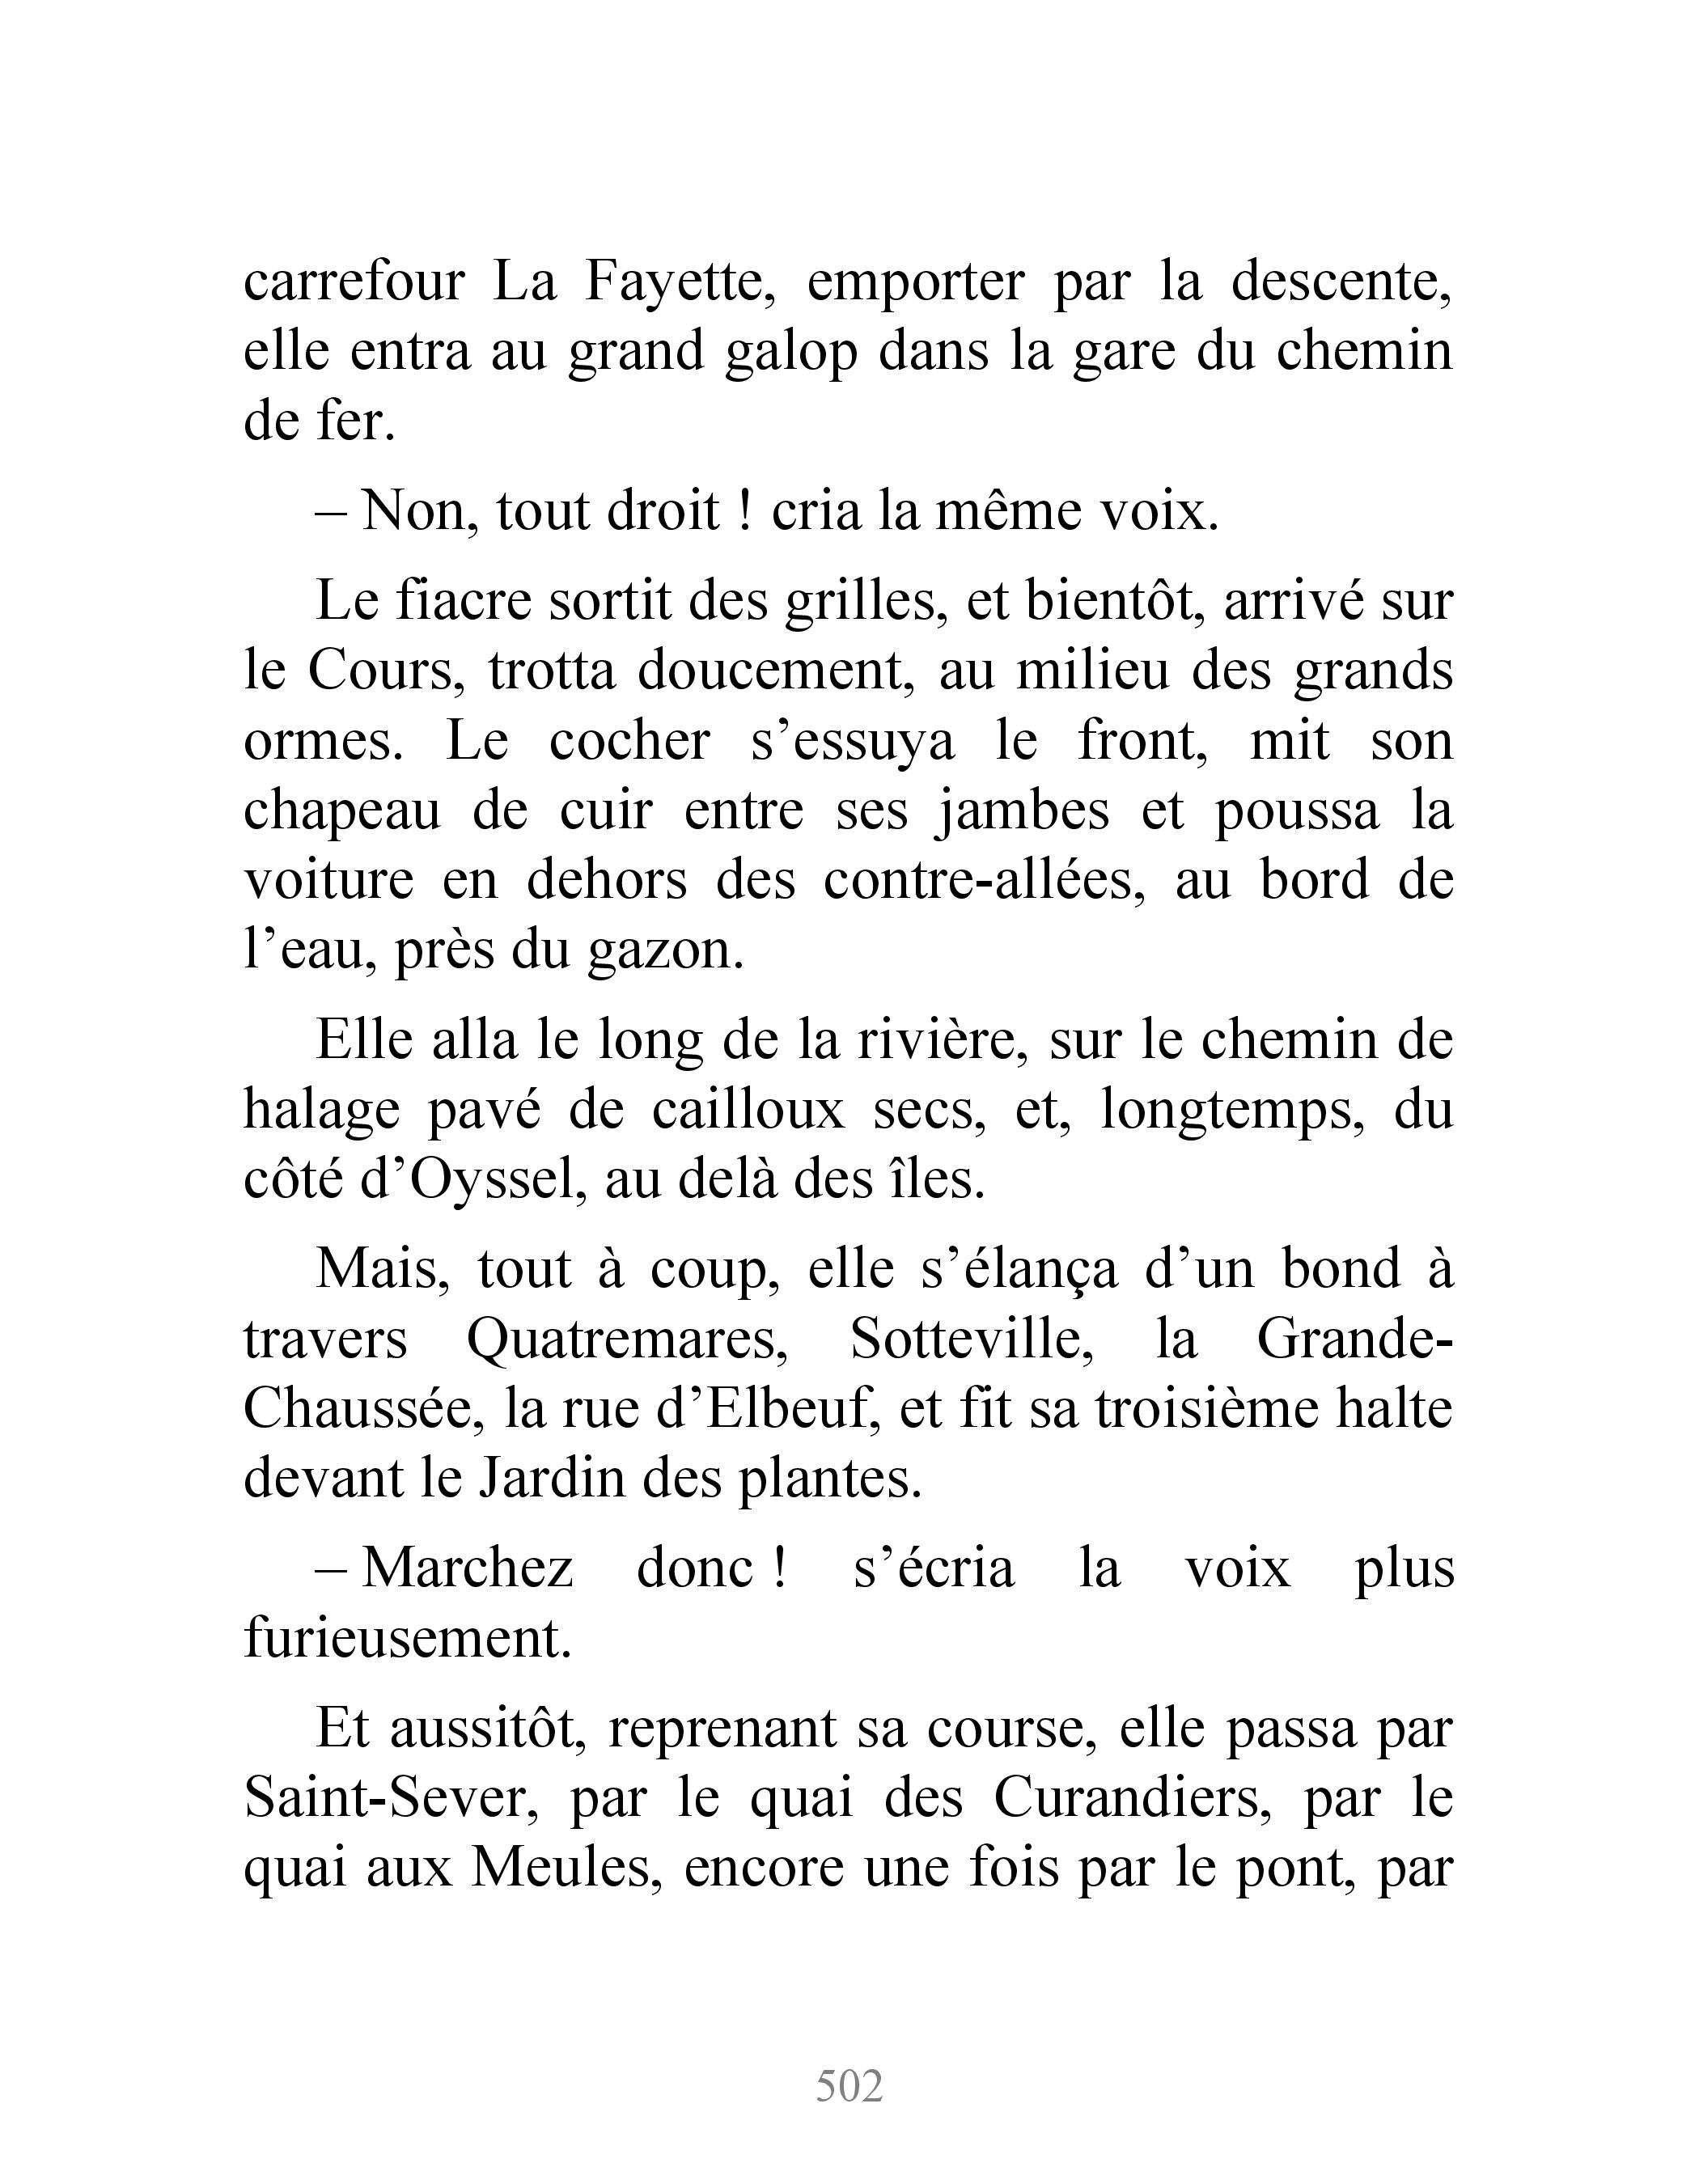 carrefour La Fayette, emporter par la descente,
elle entra au grand galop dans la gare du chemin
de fer.
– Non, tout droit ! cria la même voix.
Le fiacre sortit des grilles, et bientôt, arrivé sur
le Cours, trotta doucement, au milieu des grands
ormes. Le cocher s’essuya le front, mit son
chapeau de cuir entre ses jambes et poussa la
voiture en dehors des contre-allées, au bord de
l’eau, près du gazon.
Elle alla le long de la rivière, sur le chemin de
halage pavé de cailloux secs, et, longtemps, du
côté d’Oyssel, au delà des îles.
Mais, tout à coup, elle s’élança d’un bond à
travers Quatremares, Sotteville, la Grande-
Chaussée, la rue d’Elbeuf, et fit sa troisième halte
devant le Jardin des plantes.
– Marchez donc ! s’écria la voix plus
furieusement.
Et aussitôt, reprenant sa course, elle passa par
Saint-Sever, par le quai des Curandiers, par le
quai aux Meules, encore une fois par le pont, par
502